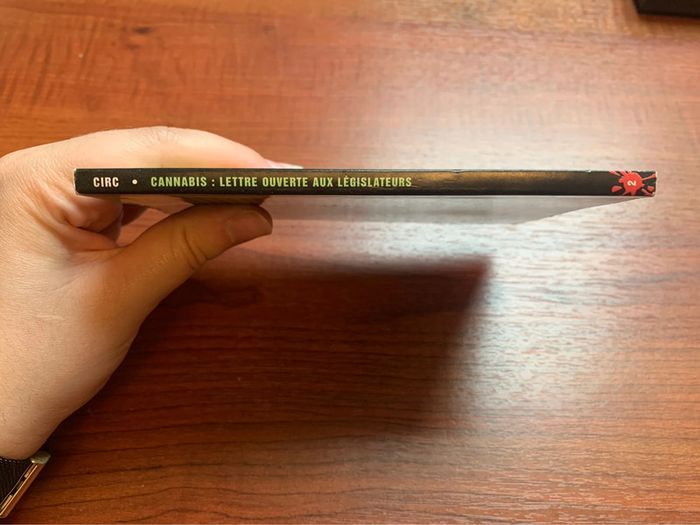 CIRC • CANNABIS : LETTRE OUVERTE AUX LÉGISLATEURS 2